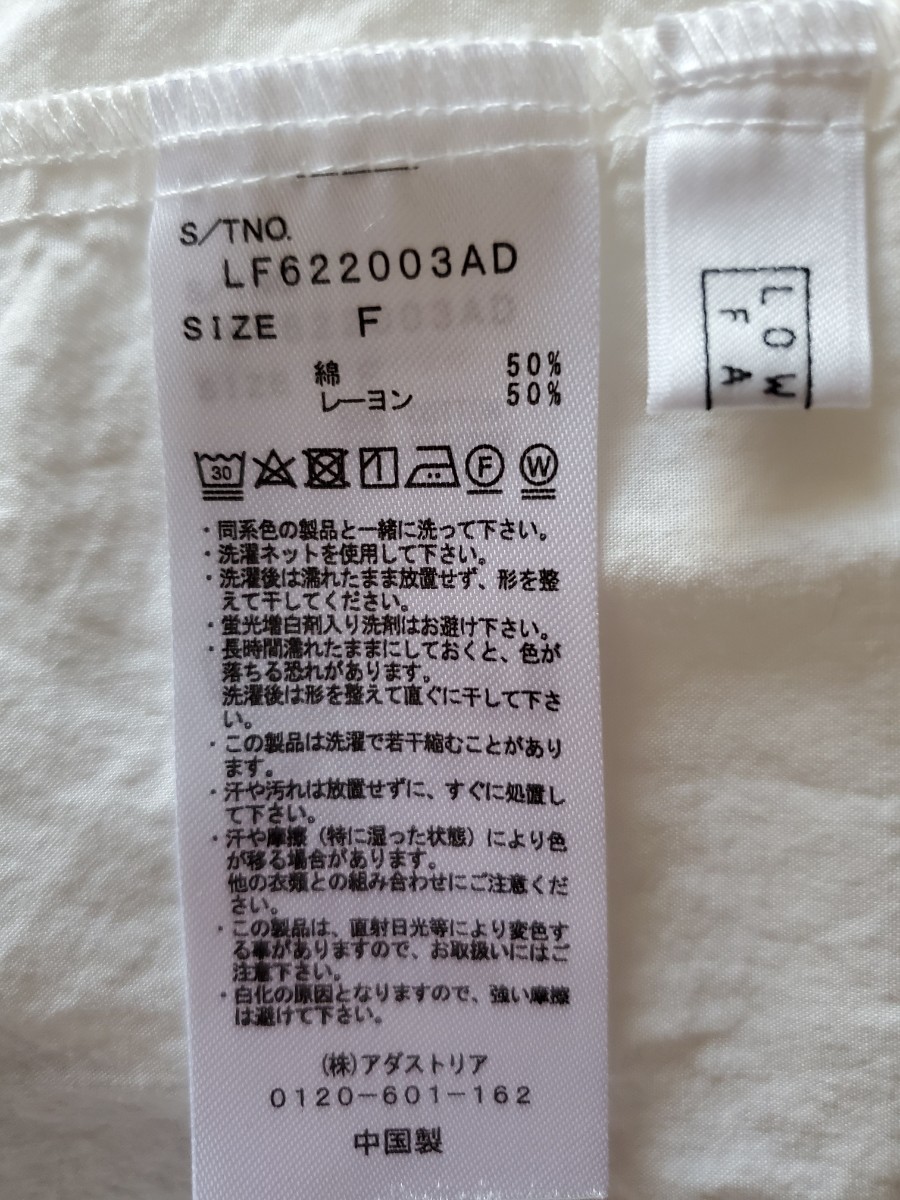 S/TNO.
LF622003AD
SIZE F
綿 50%
レーヨン 50%
30
F
W
・同系色の製品と一緒に洗って下さい。
・洗濯ネットを使用して下さい。
・洗濯後は濡れたまま放置せず、形を整
えて干してください。
・蛍光増白剤入り洗剤はお避け下さい。
・長時間濡れたままにしておくと、色が
落ちる恐れがあります。
洗濯後は形を整えて直ぐに干して下さ
い。
・この製品は洗濯で若干縮むことがあり
ます。
・汗や汚れは放置せずに、すぐに処置し
て下さい。
・汗や摩擦（特に湿った状態）により色
が移る場合があります。
他の衣類との組み合わせにご注意くだ
さい。
・この製品は、直射日光等により変色す
る事がありますので、お取扱いにはご
注意下さい。
・白化の原因となりますので、強い摩擦
は避けて下さい。
(株)アダストリア
0120-601-162
中国製
LOW
FA